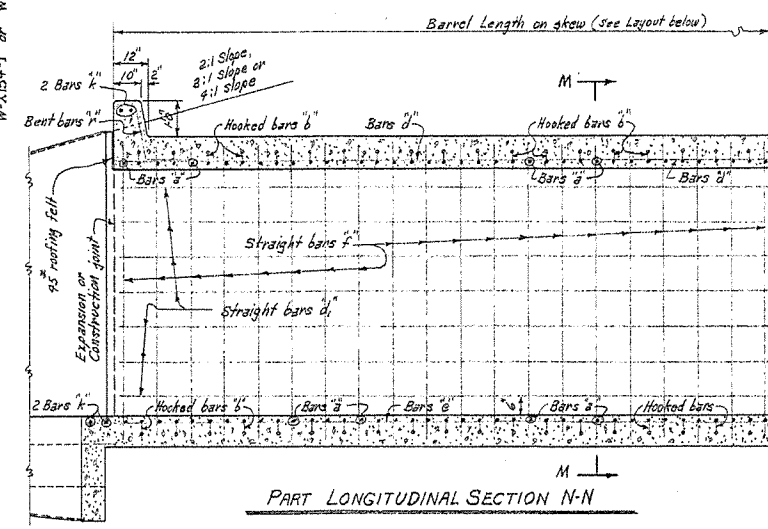 Barrel Length on skew (see Layout below)
12"
10"
2"
2:1 Slope,
3:1 Slope or
4:1 Slope
2 Bars "k"
Bent bars "r"
M
Hooked bars "b"
Bars "d"
Hooked bars "b"
Bars "a"
Bars "a"
Bars "d"
#45 roofing felt
Expansion or
Construction joint
Straight bars "f"
Straight bars "d1"
2 Bars "k"
Hooked bars "b"
Bars "a"
Bars "e"
Bars "a"
Hooked bars
M
PART LONGITUDINAL SECTION N-N